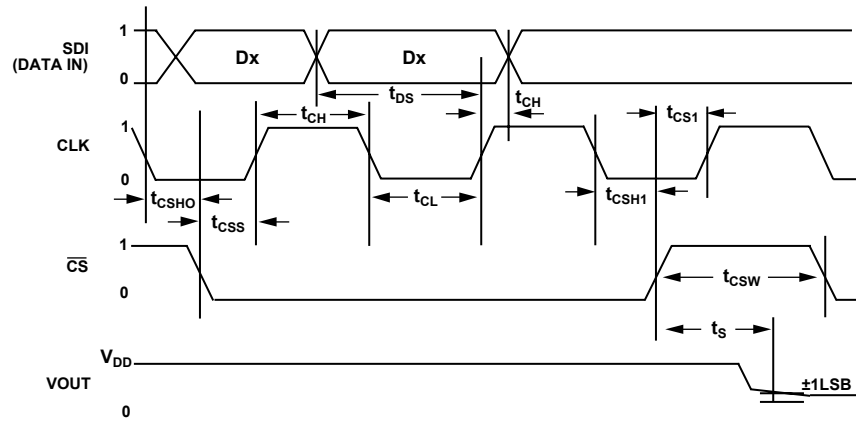 SDI
(DATA IN)
1
0
Dx
Dx
tDS
tCH
tCH
tCS1
CLK
1
0
tCSHO
tCSS
tCL
tCSH1
CS
1
0
tCSW
tS
VOUT
VDD
0
±1LSB